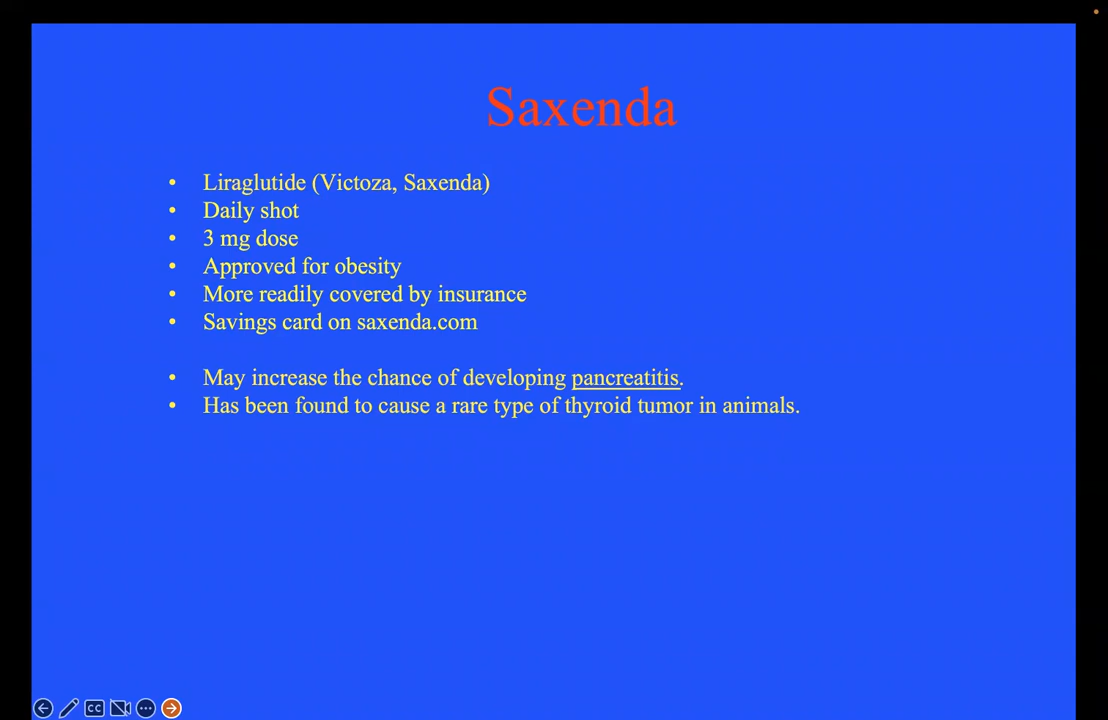 Saxenda
• Liraglutide (Victoza, Saxenda)
• Daily shot
• 3 mg dose
• Approved for obesity
• More readily covered by insurance
• Savings card on saxenda.com
• May increase the chance of developing pancreatitis.
• Has been found to cause a rare type of thyroid tumor in animals.
CC